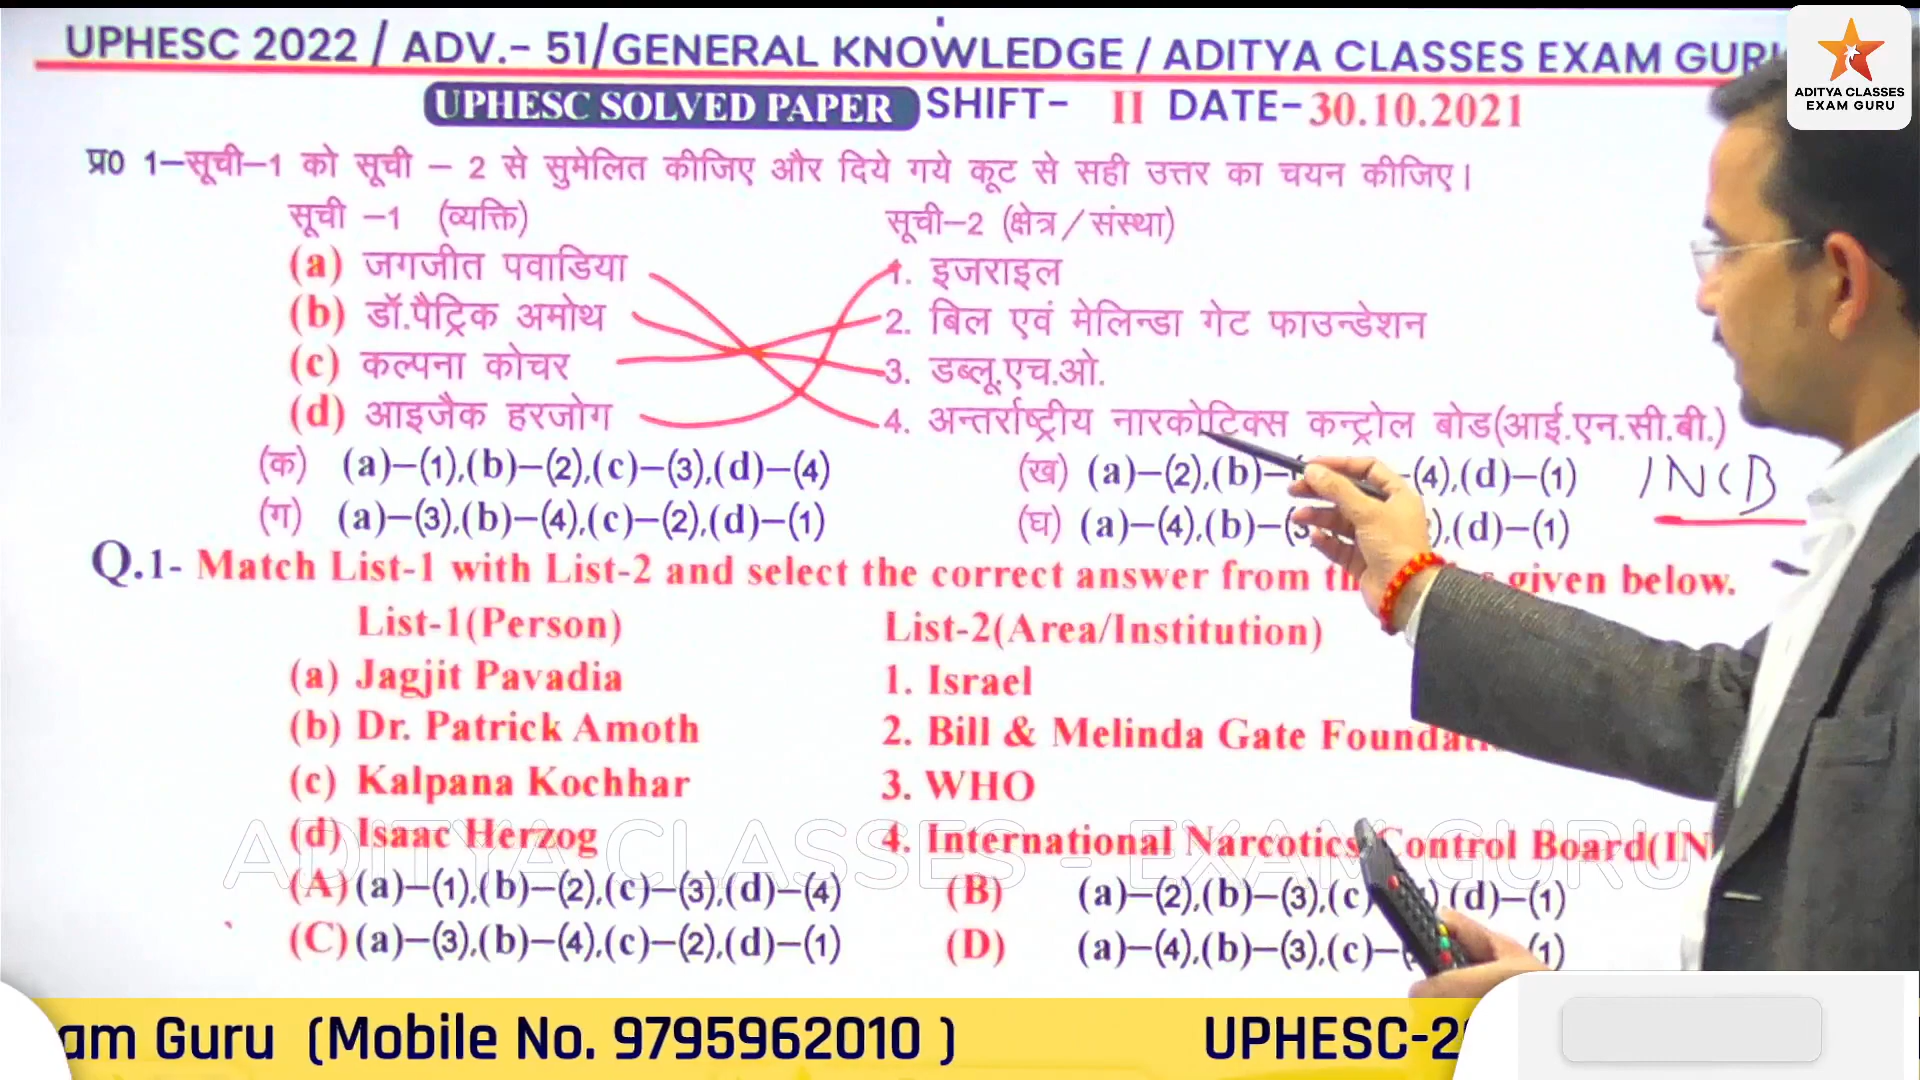 UPHESC 2022 / ADV.- 51/GENERAL KNOWLEDGE / ADITYA CLASSES EXAM GURU
ADITYA CLASSES
EXAM GURU
UPHESC SOLVED PAPER SHIFT- II DATE-30.10.2021
प्र0 1-सूची-1 को सूची - 2 से सुमेलित कीजिए और दिये गये कूट से सही उत्तर का चयन कीजिए।
सूची -1 (व्यक्ति) सूची-2 (क्षेत्र/संस्था)
(a) जगजीत पवाडिया 1. इजराइल
(b) डॉ.पैट्रिक अमोथ 2. बिल एवं मेलिन्डा गेट फाउन्डेशन
(c) कल्पना कोचर 3. डब्लू.एच.ओ.
(d) आइजैक हरजोग 4. अन्तर्राष्ट्रीय नारकोटिक्स कन्ट्रोल बोड(आई.एन.सी.बी.)
(क) (a)-(1),(b)-(2),(c)-(3),(d)-(4) (ख) (a)-(2),(b)- -(4),(d)-(1) INCB
(ग) (a)-(3),(b)-(4),(c)-(2),(d)-(1) (घ) (a)-(4),(b)-(3 ),(d)-(1)
Q.1- Match List-1 with List-2 and select the correct answer from given below.
List-1(Person) List-2(Area/Institution)
(a) Jagjit Pavadia 1. Israel
(b) Dr. Patrick Amoth 2. Bill & Melinda Gate
(c) Kalpana Kochhar 3. WHO
(d) Isaac Herzog 4. International Narcotics Control Board(IN
ADITYA CLASSES - EXAM GURU
(A) (a)-(1),(b)-(2),(c)-(3),(d)-(4) (B) (a)-(2),(b)-(3),(c) ),(d)-(1)
(C) (a)-(3),(b)-(4),(c)-(2),(d)-(1) (D) (a)-(4),(b)-(3),(c)- (1)
am Guru (Mobile No. 9795962010 ) UPHESC-2